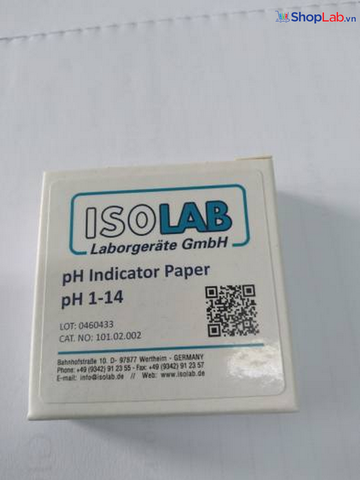 ShopLab.vn
ISOLAB
Laborgeräte GmbH
pH Indicator Paper
pH 1-14
LOT: 0460433
CAT. NO: 101.02.002
Bahnhofstraße 10. D- 97877 Wertheim - GERMANY
Phone: +49 (9342) 91 23 55 - Fax: +49 (9342) 91 23 57
E-mail: info@isolab.de // Web: www.isolab.de